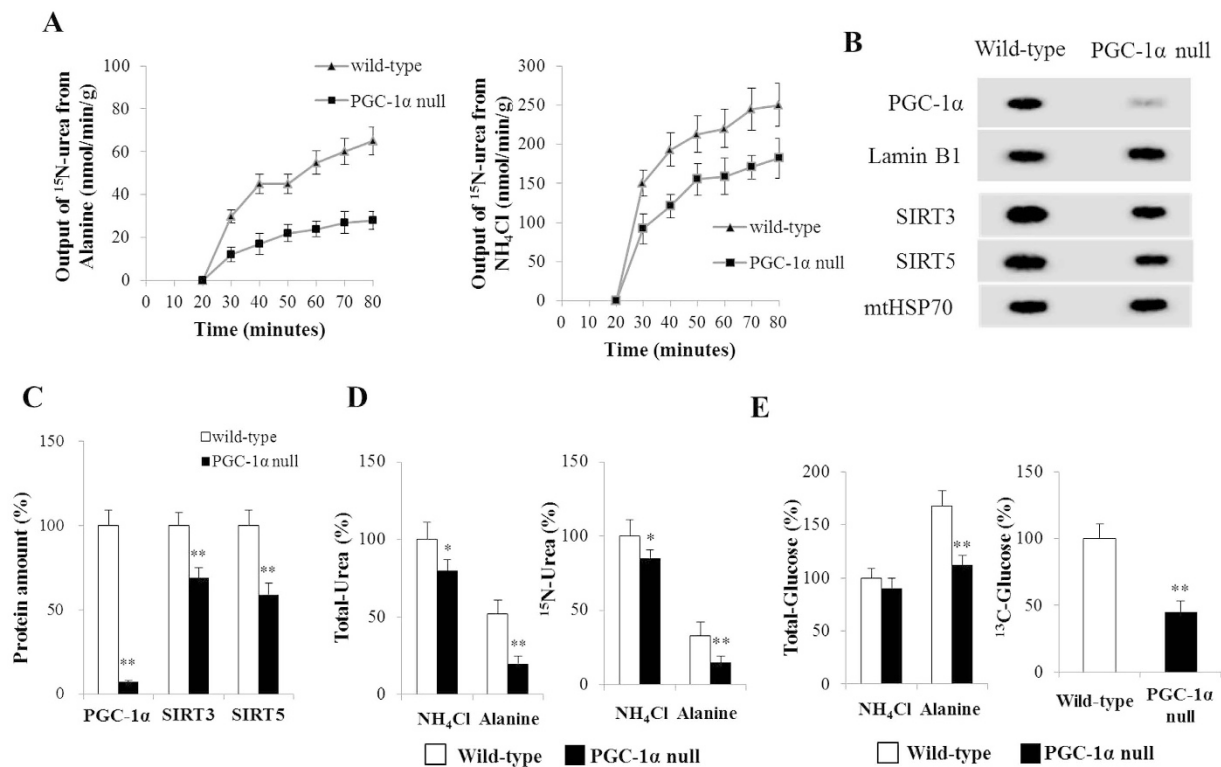 A
Output of ¹⁵N-urea from
Alanine (nmol/min/g)
100
80
60
40
20
0
0 10 20 30 40 50 60 70 80
Time (minutes)
wild-type
PGC-1α null
Output of ¹⁵N-urea from
NH₄Cl (nmol/min/g)
300
250
200
150
100
50
0
0 10 20 30 40 50 60 70 80
Time (minutes)
wild-type
PGC-1α null
B
Wild-type PGC-1α null
PGC-1α
Lamin B1
SIRT3
SIRT5
mtHSP70
C
wild-type
PGC-1α null
Protein amount (%)
150
100
50
0
**
**
**
PGC-1α SIRT3 SIRT5
D
Total-Urea (%)
150
100
50
0
*
**
NH₄Cl Alanine
¹⁵N-Urea (%)
150
100
50
0
*
**
NH₄Cl Alanine
Wild-type PGC-1α null
E
Total-Glucose (%)
200
150
100
50
0
**
NH₄Cl Alanine
¹³C-Glucose (%)
150
100
50
0
**
Wild-type PGC-1α
null
Wild-type PGC-1α null